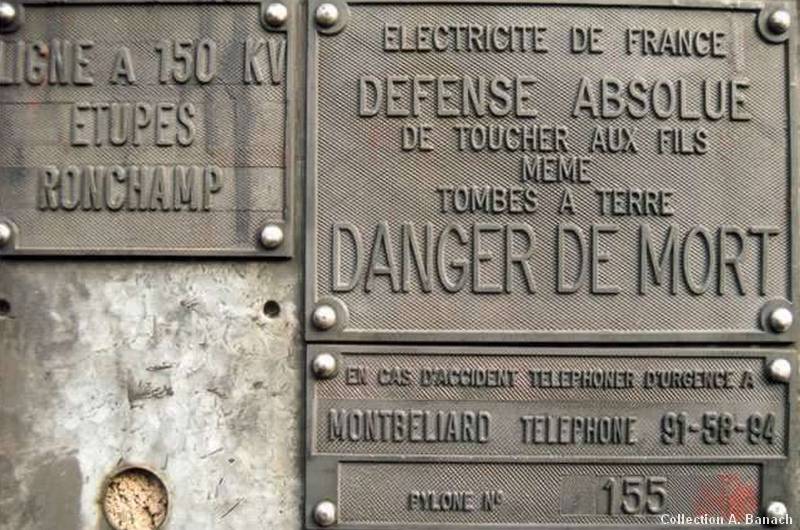 LIGNE A 150 KV
ETUPES
RONCHAMP
ELECTRICITE DE FRANCE
DEFENSE ABSOLUE
DE TOUCHER AUX FILS
MEME
TOMBES A TERRE
DANGER DE MORT
EN CAS D'ACCIDENT TELEPHONER D'URGENCE A
MONTBELIARD TELEPHONE 91-58-94
PYLONE Nº 155
Collection A. Banach